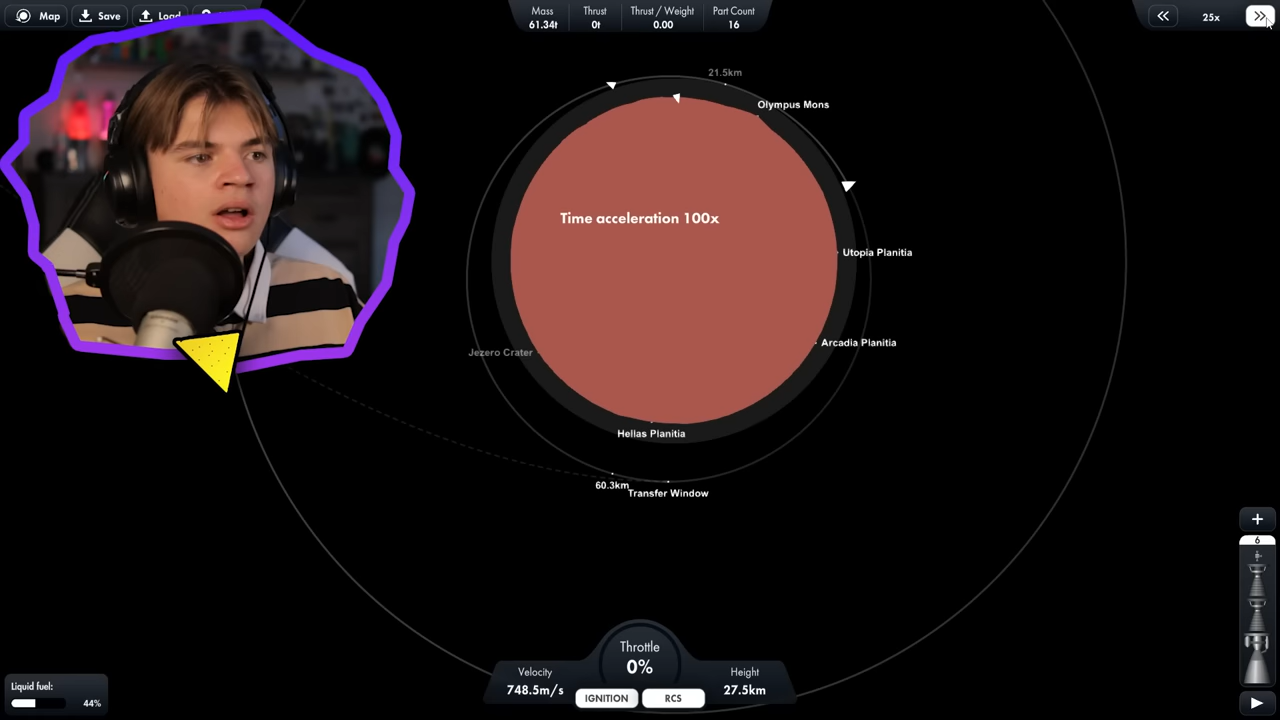 Map
Save
Load
Mass
61.34t
Thrust
0t
Thrust / Weight
0.00
Part Count
16
25x
21.5km
Olympus Mons
Time acceleration 100x
Utopia Planitia
Arcadia Planitia
Jezero Crater
Hellas Planitia
60.3km
Transfer Window
6
Throttle
0%
Velocity
748.5m/s
Height
27.5km
IGNITION
RCS
Liquid fuel:
44%